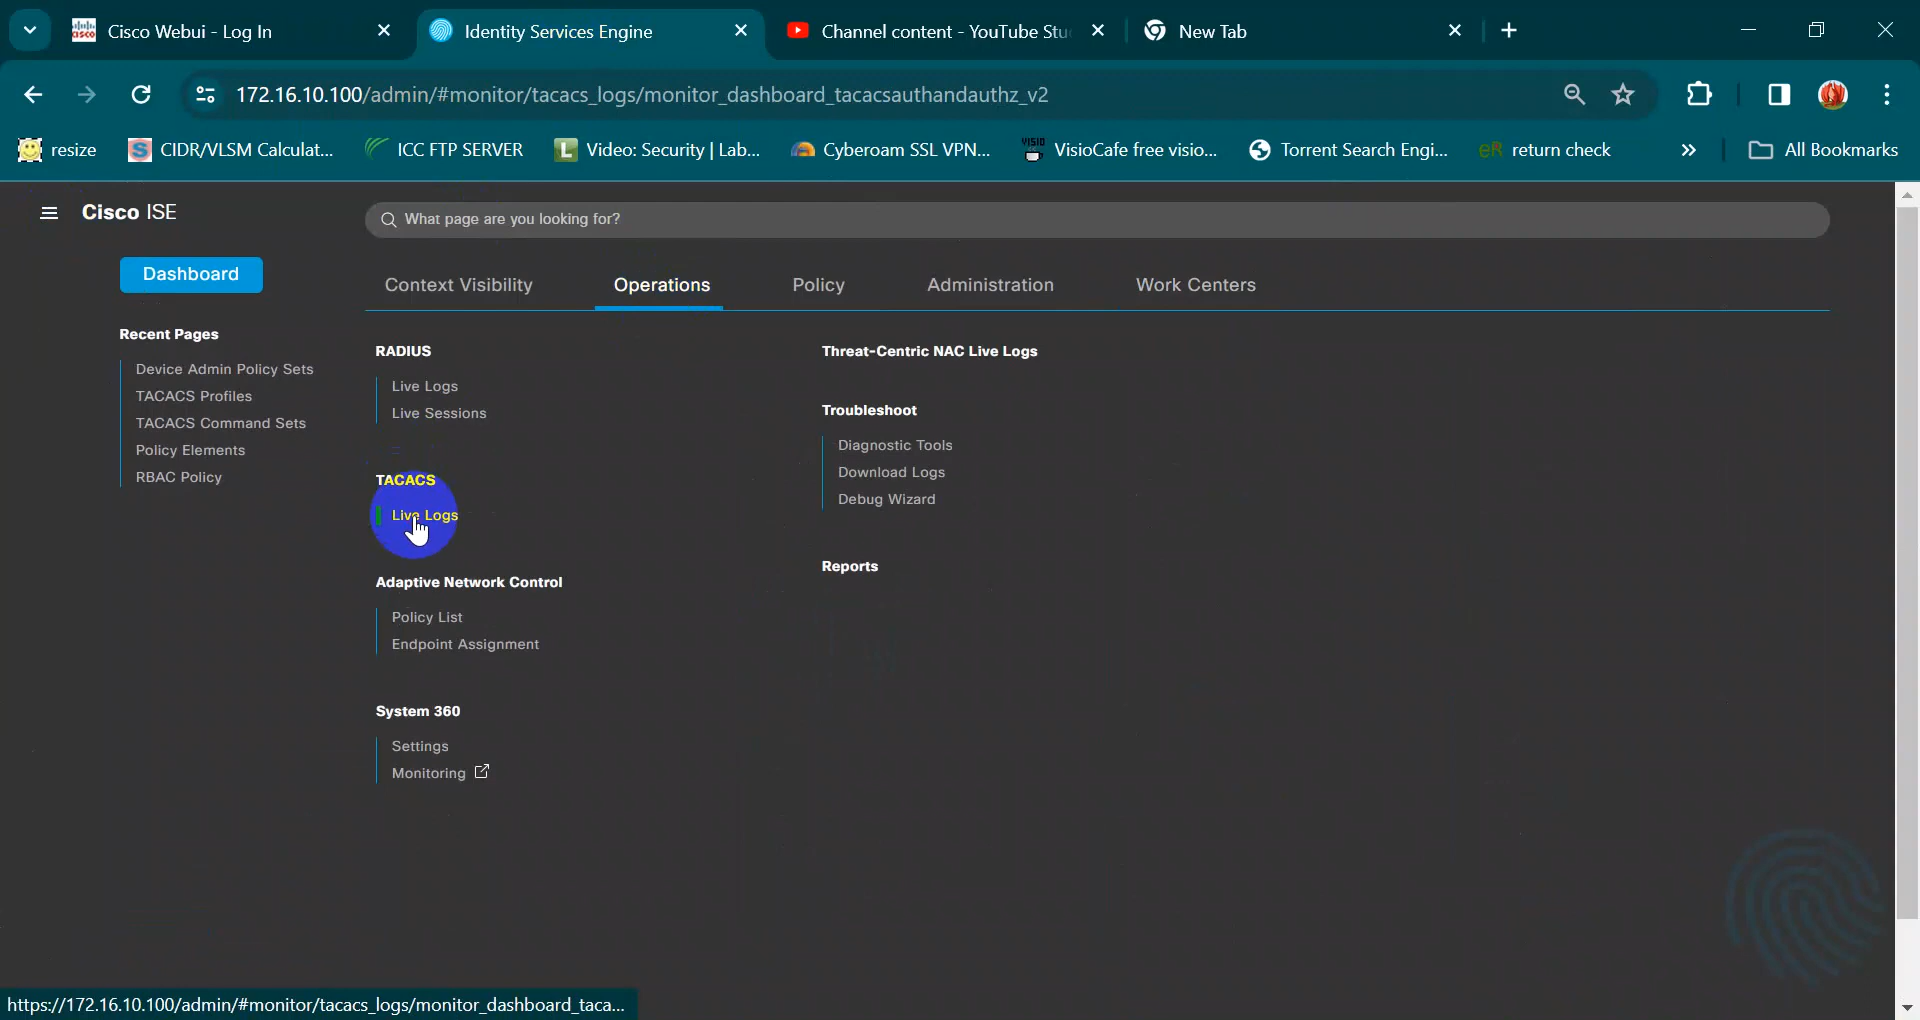 Cisco Webui - Log In
Identity Services Engine
Channel content - YouTube Stu
New Tab
172.16.10.100/admin/#monitor/tacacs_logs/monitor_dashboard_tacacsauthandauthz_v2
resize
CIDR/VLSM Calculat...
ICC FTP SERVER
Video: Security | Lab...
Cyberoam SSL VPN...
VISIO
VisioCafe free visio...
Torrent Search Engi...
eR return check
All Bookmarks
Cisco ISE
What page are you looking for?
Dashboard
Context Visibility
Operations
Policy
Administration
Work Centers
Recent Pages
Device Admin Policy Sets
TACACS Profiles
TACACS Command Sets
Policy Elements
RBAC Policy
RADIUS
Live Logs
Live Sessions
TACACS
Live Logs
Adaptive Network Control
Policy List
Endpoint Assignment
System 360
Settings
Monitoring
Threat-Centric NAC Live Logs
Troubleshoot
Diagnostic Tools
Download Logs
Debug Wizard
Reports
https://172.16.10.100/admin/#monitor/tacacs_logs/monitor_dashboard_taca...